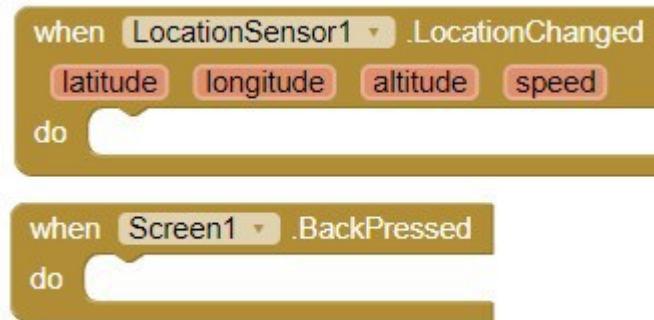 when LocationSensor1 .LocationChanged
latitude longitude altitude speed
do
when Screen1 .BackPressed
do